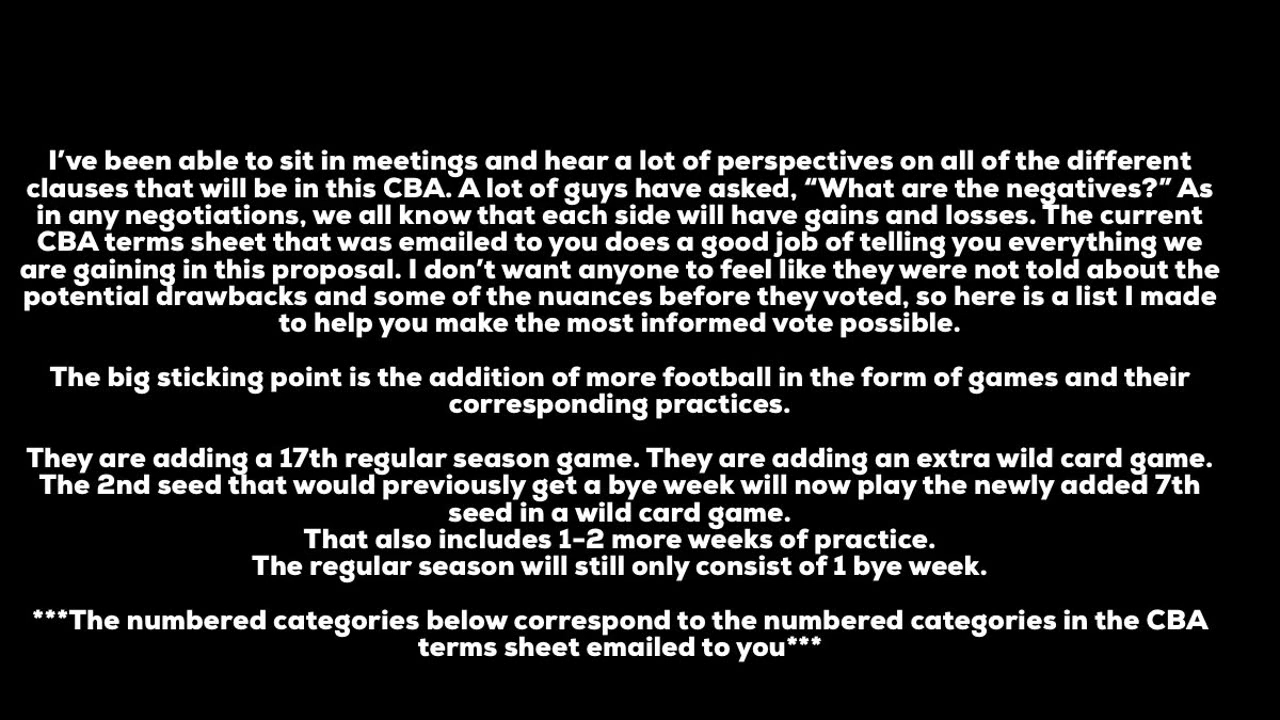 I've been able to sit in meetings and hear a lot of perspectives on all of the different
clauses that will be in this CBA. A lot of guys have asked, “What are the negatives?” As
in any negotiations, we all know that each side will have gains and losses. The current
CBA terms sheet that was emailed to you does a good job of telling you everything we
are gaining in this proposal. I don't want anyone to feel like they were not told about the
potential drawbacks and some of the nuances before they voted, so here is a list I made
to help you make the most informed vote possible.
The big sticking point is the addition of more football in the form of games and their
corresponding practices.
They are adding a 17th regular season game. They are adding an extra wild card game.
The 2nd seed that would previously get a bye week will now play the newly added 7th
seed in a wild card game.
That also includes 1-2 more weeks of practice.
The regular season will still only consist of 1 bye week.
***The numbered categories below correspond to the numbered categories in the CBA
terms sheet emailed to you***